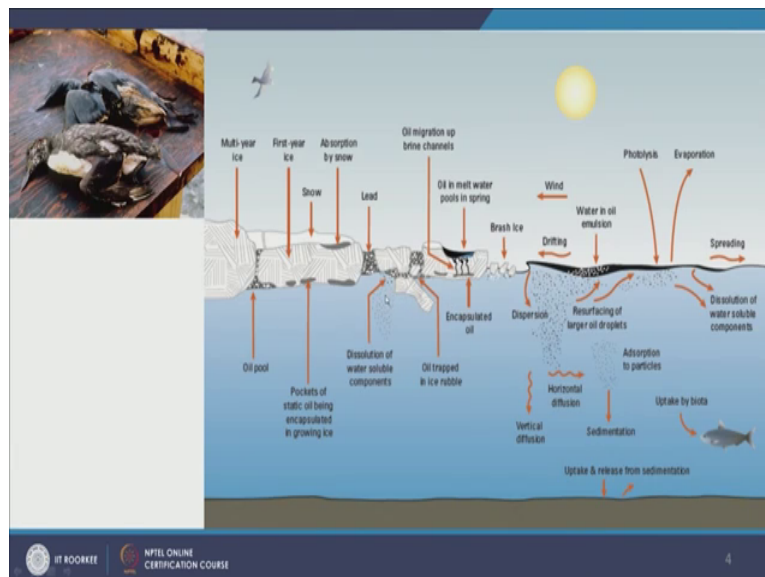 Multi-year
ice
First-year
ice
Absorption
by snow
Oil migration up
brine channels
Snow
Lead
Oil in melt water
pools in spring
Brash Ice
Wind
Drifting
Water in oil
emulsion
Photolysis
Evaporation
Spreading
Oil pool
Pockets of
static oil being
encapsulated
in growing ice
Dissolution of
water soluble
components
Oil trapped
in ice rubble
Encapsulated
oil
Dispersion
Resurfacing of
larger oil droplets
Dissolution of
water soluble
components
Horizontal
diffusion
Vertical
diffusion
Adsorption
to particles
Sedimentation
Uptake by biota
Uptake & release from sedimentation
IIT ROORKEE
NPTEL ONLINE
CERTIFICATION COURSE
4